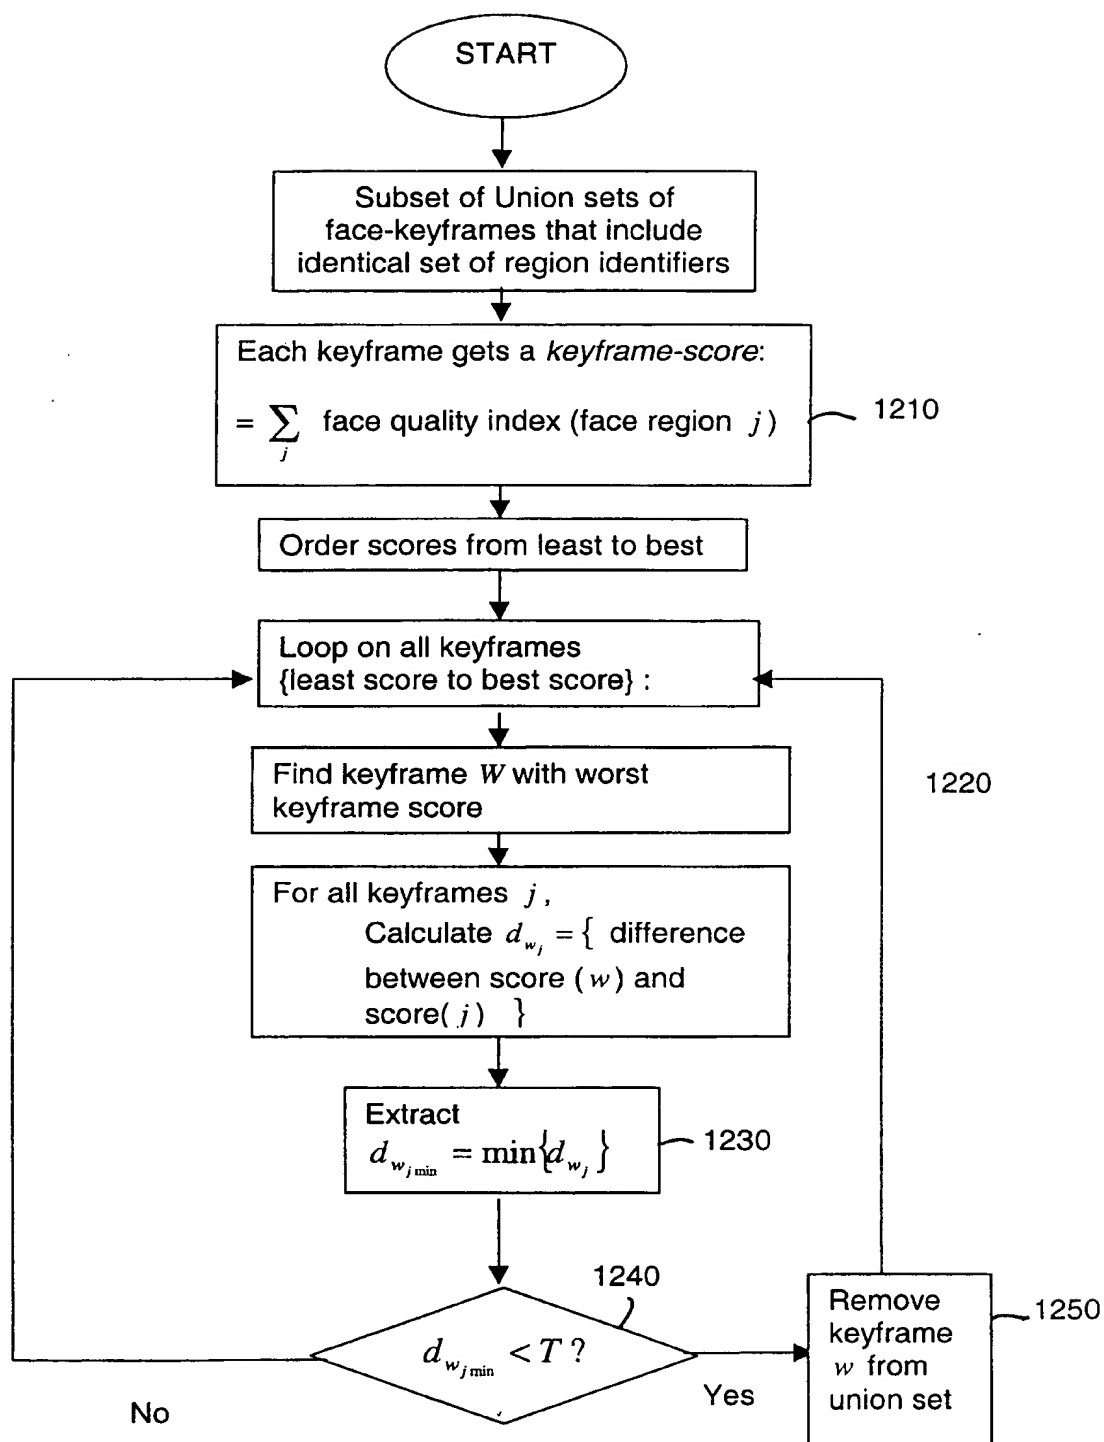 START
Subset of Union sets of
face-keyframes that include
identical set of region identifiers
Each keyframe gets a keyframe-score:
= ∑_j face quality index (face region j)
1210
Order scores from least to best
Loop on all keyframes
{least score to best score} :
Find keyframe W with worst
keyframe score
1220
For all keyframes j,
Calculate d_{w_j} = { difference
between score (w) and
score( j) }
Extract
d_{w_{j min}} = min{d_{w_j}}
1230
1240
d_{w_{j min}} < T ?
No
Yes
Remove
keyframe
w from
union set
1250